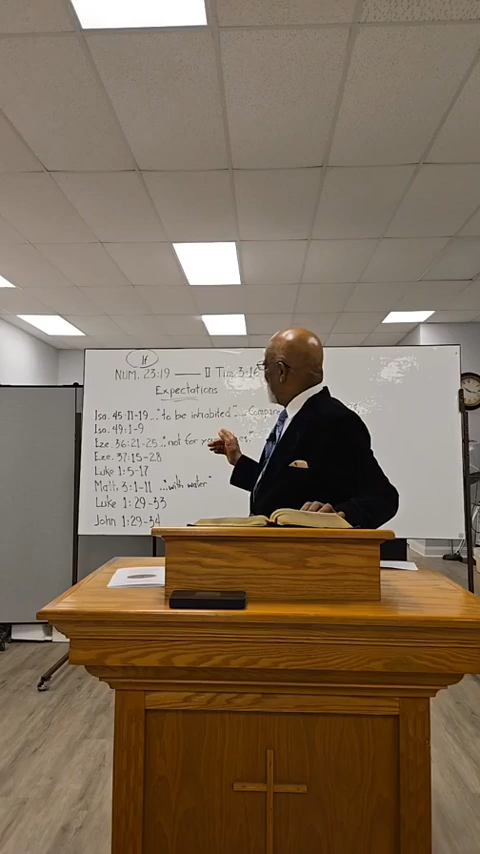 If
NUM. 23:19 —— II Tim. 3:16
Expectations
Isa. 45:11-19..."to be inhabited"... Compare
Isa. 49:1-9
Eze. 36:21-25..."not for
Eze. 37:15-28
Luke 1:5-17
Matt. 3:1-11 ..."with water"
Luke 1:29-33
John 1:29-34